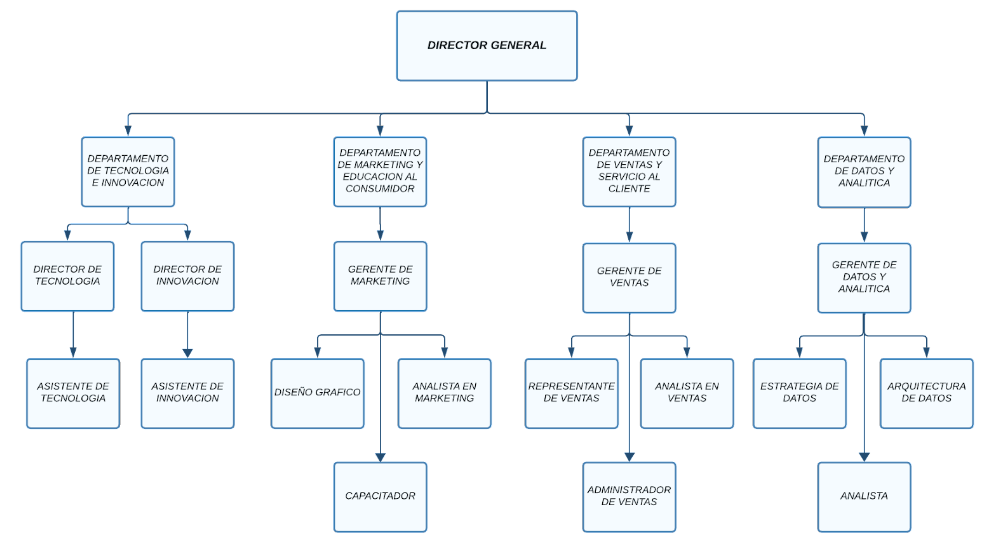 DIRECTOR GENERAL
DEPARTAMENTO
DE TECNOLOGIA
E INNOVACION
DEPARTAMENTO
DE MARKETING Y
EDUCACION AL
CONSUMIDOR
DEPARTAMENTO
DE VENTAS Y
SERVICIO AL
CLIENTE
DEPARTAMENTO
DE DATOS Y
ANALITICA
DIRECTOR DE
TECNOLOGIA
DIRECTOR DE
INNOVACION
GERENTE DE
MARKETING
GERENTE DE
VENTAS
GERENTE DE
DATOS Y
ANALITICA
ASISTENTE DE
TECNOLOGIA
ASISTENTE DE
INNOVACION
DISEÑO GRAFICO
ANALISTA EN
MARKETING
REPRESENTANTE
DE VENTAS
ANALISTA EN
VENTAS
ESTRATEGIA DE
DATOS
ARQUITECTURA
DE DATOS
CAPACITADOR
ADMINISTRADOR
DE VENTAS
ANALISTA